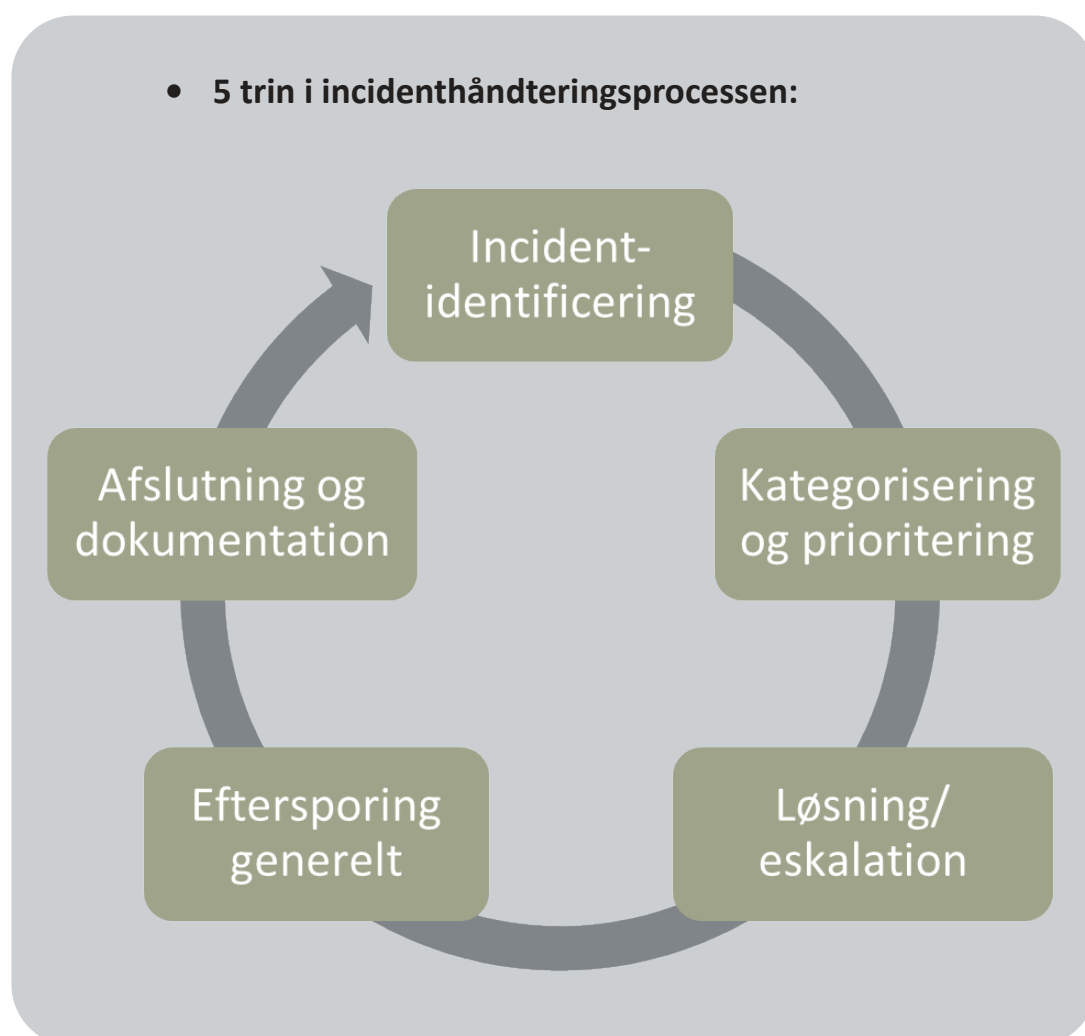 • 5 trin i incidenthåndteringsprocessen:
Incident-
identificering
Kategorisering
og prioritering
Løsning/
eskalation
Eftersporing
generelt
Afslutning og
dokumentation